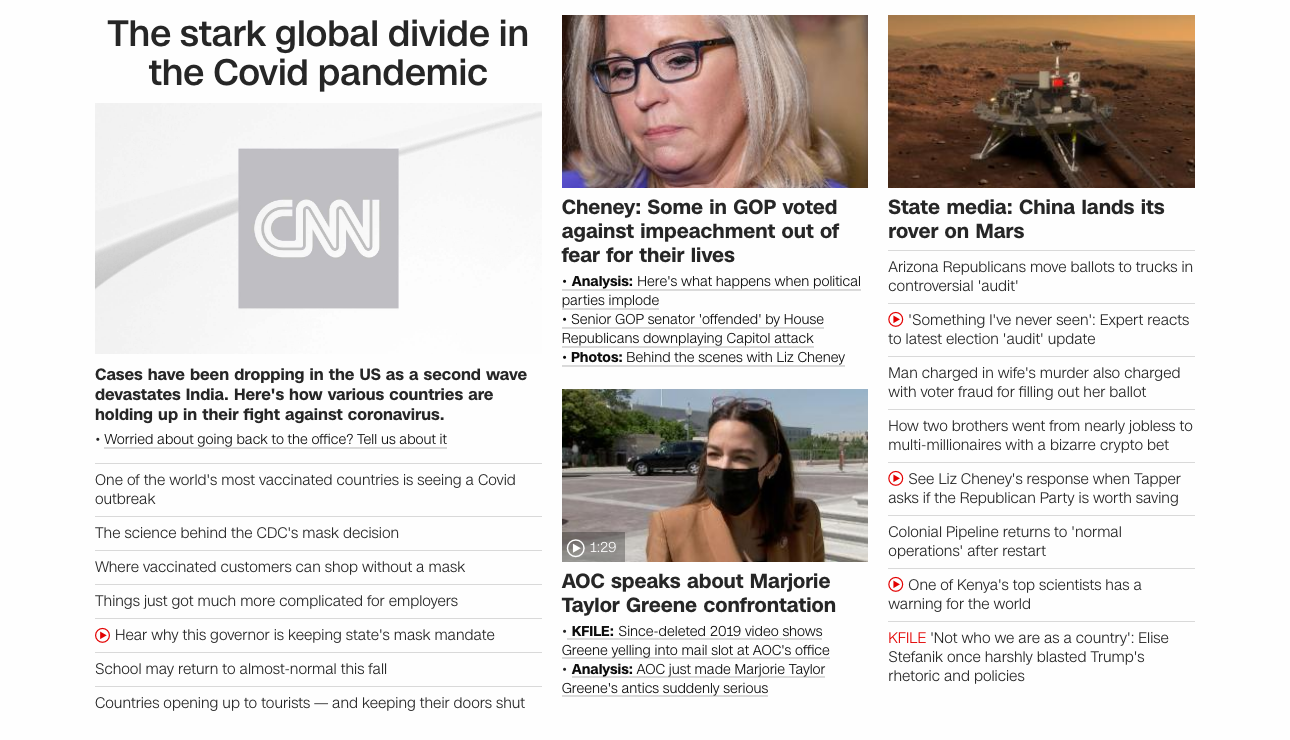 The stark global divide in
the Covid pandemic
CNN
Cases have been dropping in the US as a second wave
devastates India. Here's how various countries are
holding up in their fight against coronavirus.
• Worried about going back to the office? Tell us about it
One of the world's most vaccinated countries is seeing a Covid
outbreak
The science behind the CDC's mask decision
Where vaccinated customers can shop without a mask
Things just got much more complicated for employers
Hear why this governor is keeping state's mask mandate
School may return to almost-normal this fall
Countries opening up to tourists — and keeping their doors shut
Cheney: Some in GOP voted
against impeachment out of
fear for their lives
• Analysis: Here's what happens when political
parties implode
• Senior GOP senator 'offended' by House
Republicans downplaying Capitol attack
• Photos: Behind the scenes with Liz Cheney
1:29
AOC speaks about Marjorie
Taylor Greene confrontation
• KFILE: Since-deleted 2019 video shows
Greene yelling into mail slot at AOC's office
• Analysis: AOC just made Marjorie Taylor
Greene's antics suddenly serious
State media: China lands its
rover on Mars
Arizona Republicans move ballots to trucks in
controversial 'audit'
'Something I've never seen': Expert reacts
to latest election 'audit' update
Man charged in wife's murder also charged
with voter fraud for filling out her ballot
How two brothers went from nearly jobless to
multi-millionaires with a bizarre crypto bet
See Liz Cheney's response when Tapper
asks if the Republican Party is worth saving
Colonial Pipeline returns to 'normal
operations' after restart
One of Kenya's top scientists has a
warning for the world
KFILE 'Not who we are as a country': Elise
Stefanik once harshly blasted Trump's
rhetoric and policies